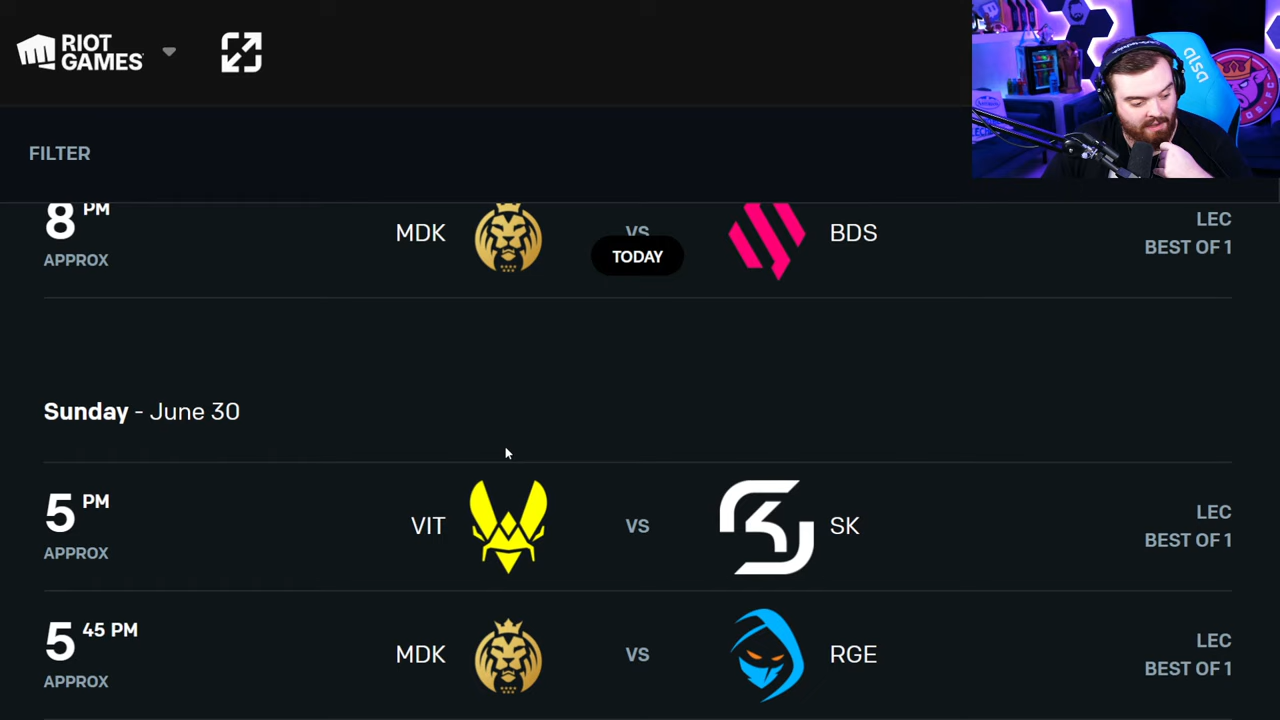 RIOT
GAMES
FILTER
8 PM
APPROX
MDK
VS
BDS
LEC
BEST OF 1
TODAY
Sunday - June 30
5 PM
APPROX
VIT
VS
SK
LEC
BEST OF 1
5 45 PM
APPROX
MDK
VS
RGE
LEC
BEST OF 1
alsa